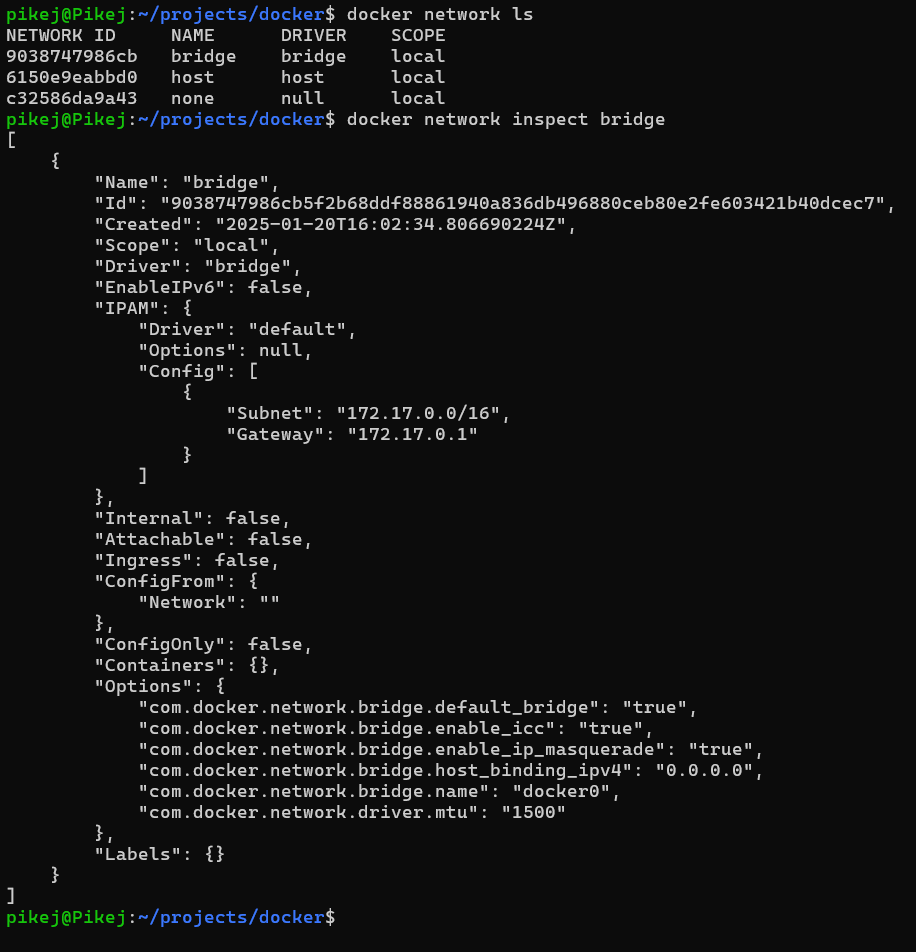 pikej@Pikej:~/projects/docker$ docker network ls
NETWORK ID     NAME      DRIVER    SCOPE
9038747986cb   bridge    bridge    local
6150e9eabbd0   host      host      local
c32586da9a43   none      null      local
pikej@Pikej:~/projects/docker$ docker network inspect bridge
[
    {
        "Name": "bridge",
        "Id": "9038747986cb5f2b68ddf88861940a836db496880ceb80e2fe603421b40dcec7",
        "Created": "2025-01-20T16:02:34.806690224Z",
        "Scope": "local",
        "Driver": "bridge",
        "EnableIPv6": false,
        "IPAM": {
            "Driver": "default",
            "Options": null,
            "Config": [
                {
                    "Subnet": "172.17.0.0/16",
                    "Gateway": "172.17.0.1"
                }
            ]
        },
        "Internal": false,
        "Attachable": false,
        "Ingress": false,
        "ConfigFrom": {
            "Network": ""
        },
        "ConfigOnly": false,
        "Containers": {},
        "Options": {
            "com.docker.network.bridge.default_bridge": "true",
            "com.docker.network.bridge.enable_icc": "true",
            "com.docker.network.bridge.enable_ip_masquerade": "true",
            "com.docker.network.bridge.host_binding_ipv4": "0.0.0.0",
            "com.docker.network.bridge.name": "docker0",
            "com.docker.network.driver.mtu": "1500"
        },
        "Labels": {}
    }
]
pikej@Pikej:~/projects/docker$